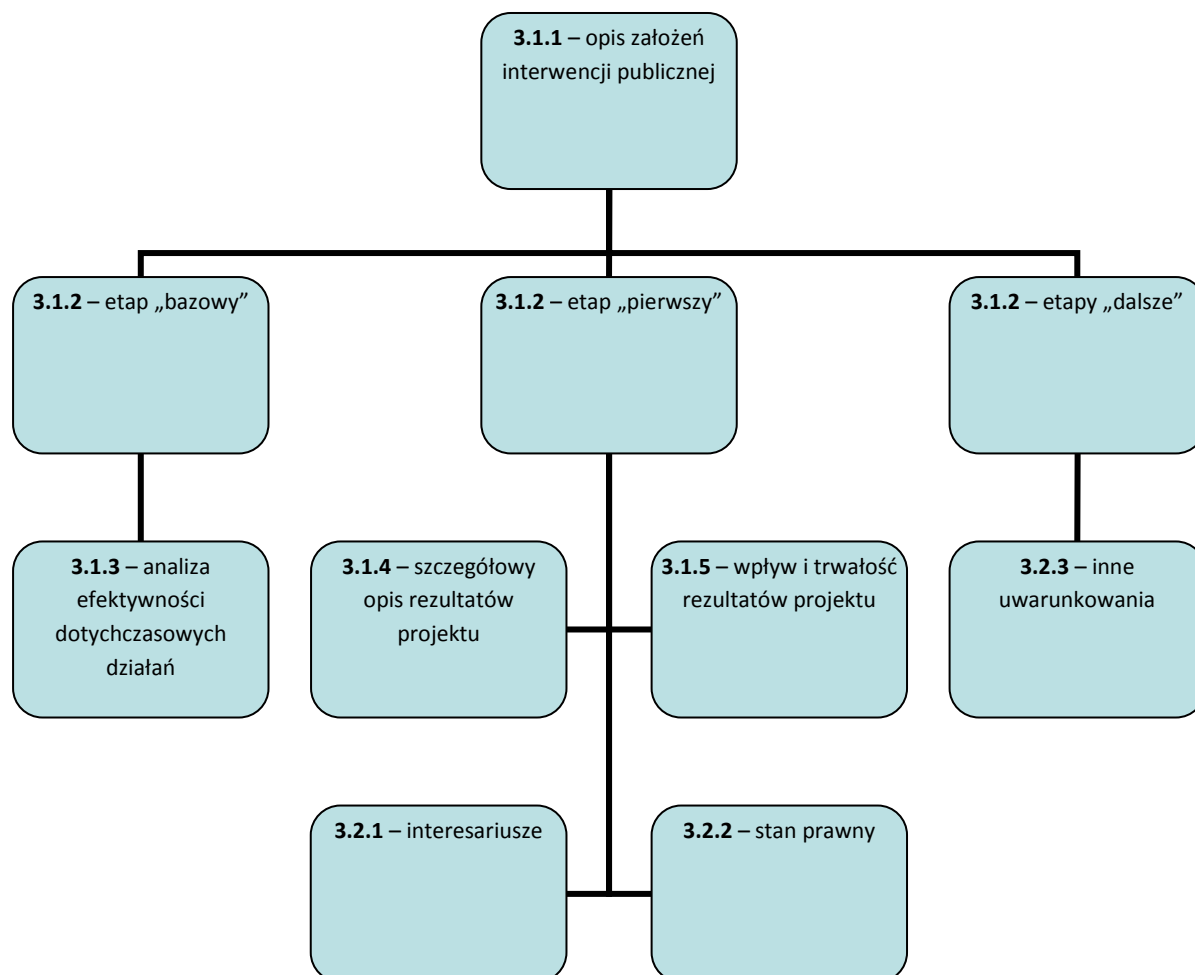 3.1.1 – opis założeń
interwencji publicznej
3.1.2 – etap „bazowy”
3.1.2 – etap „pierwszy”
3.1.2 – etapy „dalsze”
3.1.3 – analiza
efektywności
dotychczasowych
działań
3.1.4 – szczegółowy
opis rezultatów
projektu
3.1.5 – wpływ i trwałość
rezultatów projektu
3.2.3 – inne
uwarunkowania
3.2.1 – interesariusze
3.2.2 – stan prawny